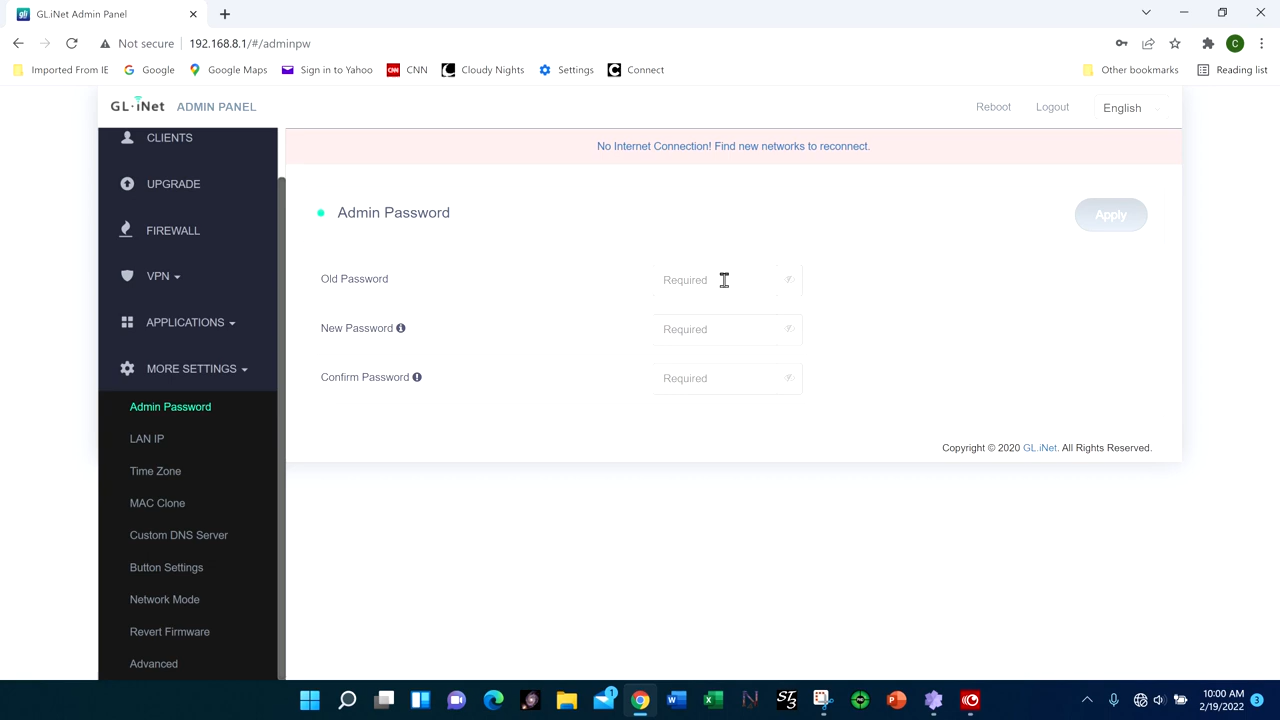 gli GL.iNet Admin Panel
Not secure 192.168.8.1/#/adminpw
C
Imported From IE Google Google Maps Sign in to Yahoo CNN CNN Cloudy Nights Settings Connect Other bookmarks Reading list
GL·iNet ADMIN PANEL Reboot Logout English
No Internet Connection! Find new networks to reconnect.
CLIENTS
UPGRADE
FIREWALL
VPN
APPLICATIONS
MORE SETTINGS
Admin Password
LAN IP
Time Zone
MAC Clone
Custom DNS Server
Button Settings
Network Mode
Revert Firmware
Advanced
Admin Password Apply
Old Password Required
New Password Required
Confirm Password Required
Copyright © 2020 GL.iNet. All Rights Reserved.
10:00 AM
2/19/2022
1
3